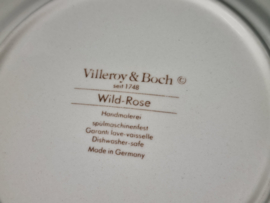 Villeroy & Boch ©
seit 1748
Wild-Rose
Handmalerei
spülmaschinenfest
Garanti lave-vaisselle
Dishwasher-safe
Made in Germany